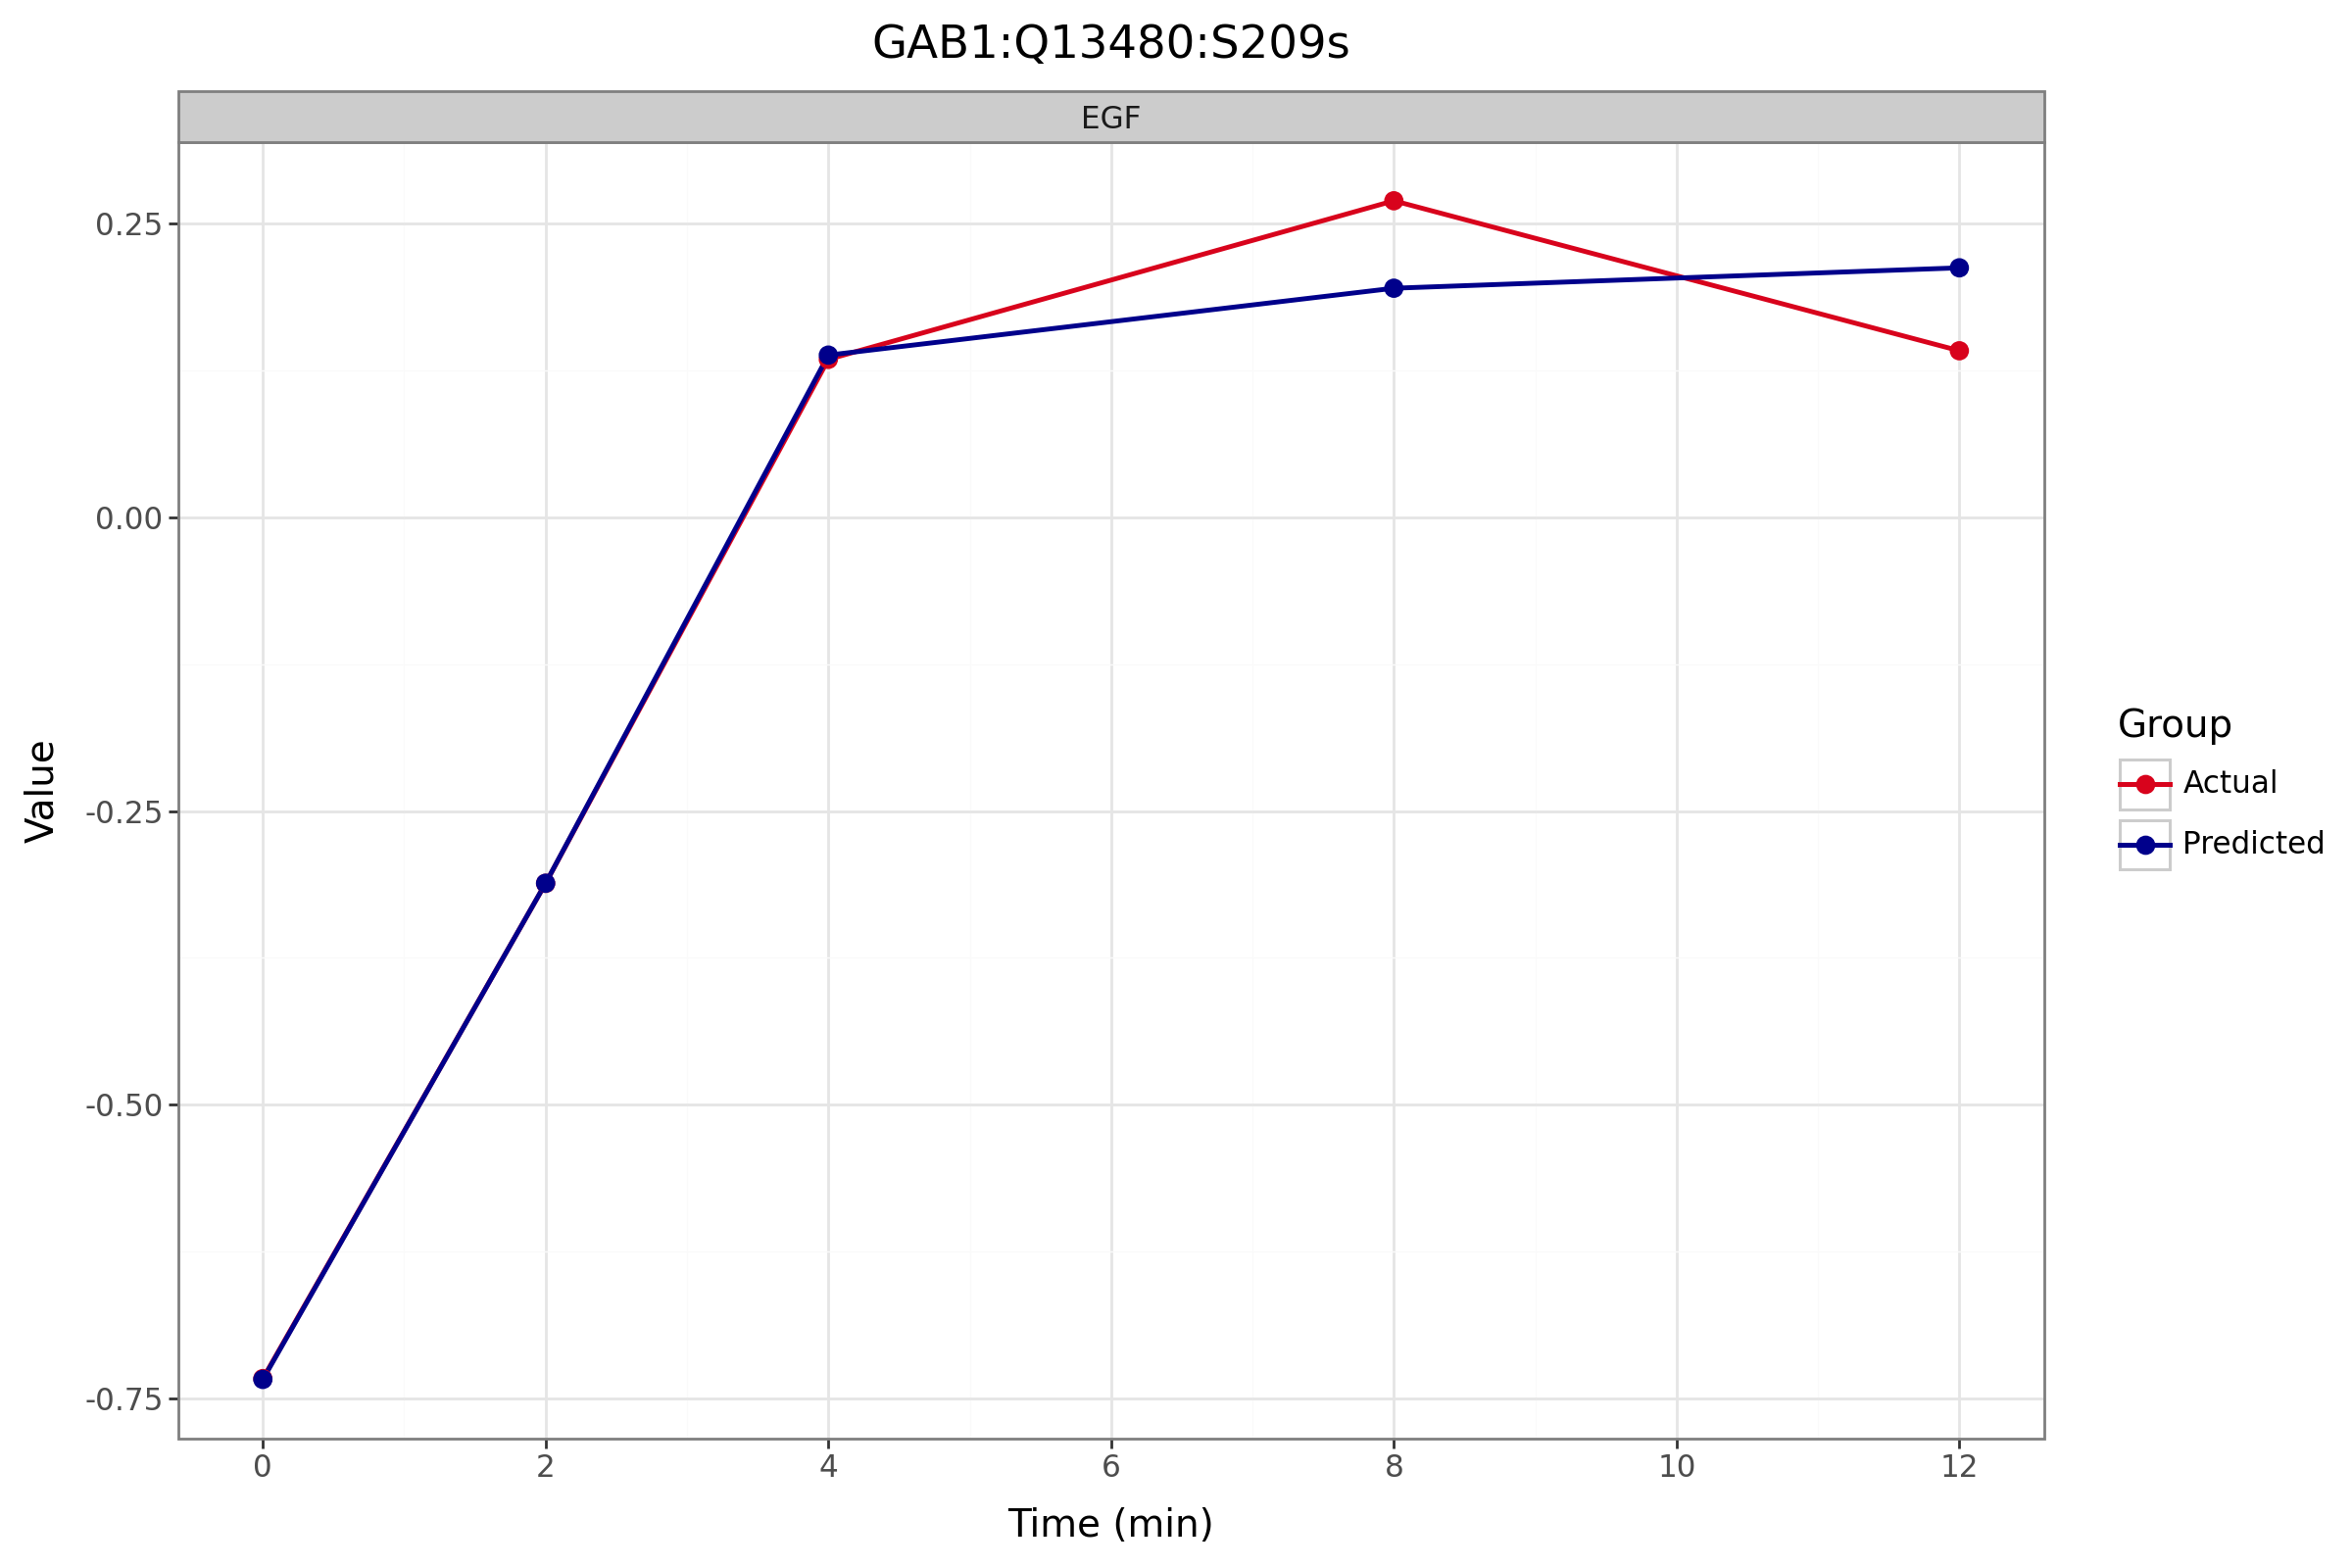 GAB1:Q13480:S209s
EGF
0.25
0.00
-0.25
-0.50
-0.75
Value
0 2 4 6 8 10 12
Time (min)
Group
Actual
Predicted